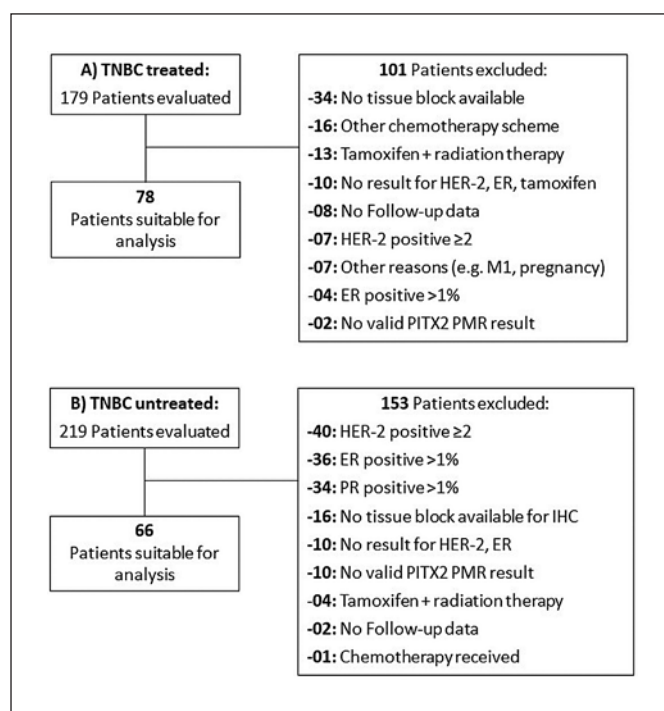 A) TNBC treated:
179 Patients evaluated
78
Patients suitable for
analysis
101 Patients excluded:
-34: No tissue block available
-16: Other chemotherapy scheme
-13: Tamoxifen + radiation therapy
-10: No result for HER-2, ER, tamoxifen
-08: No Follow-up data
-07: HER-2 positive ≥2
-07: Other reasons (e.g. M1, pregnancy)
-04: ER positive >1%
-02: No valid PITX2 PMR result
B) TNBC untreated:
219 Patients evaluated
66
Patients suitable for
analysis
153 Patients excluded:
-40: HER-2 positive ≥2
-36: ER positive >1%
-34: PR positive >1%
-16: No tissue block available for IHC
-10: No result for HER-2, ER
-10: No valid PITX2 PMR result
-04: Tamoxifen + radiation therapy
-02: No Follow-up data
-01: Chemotherapy received